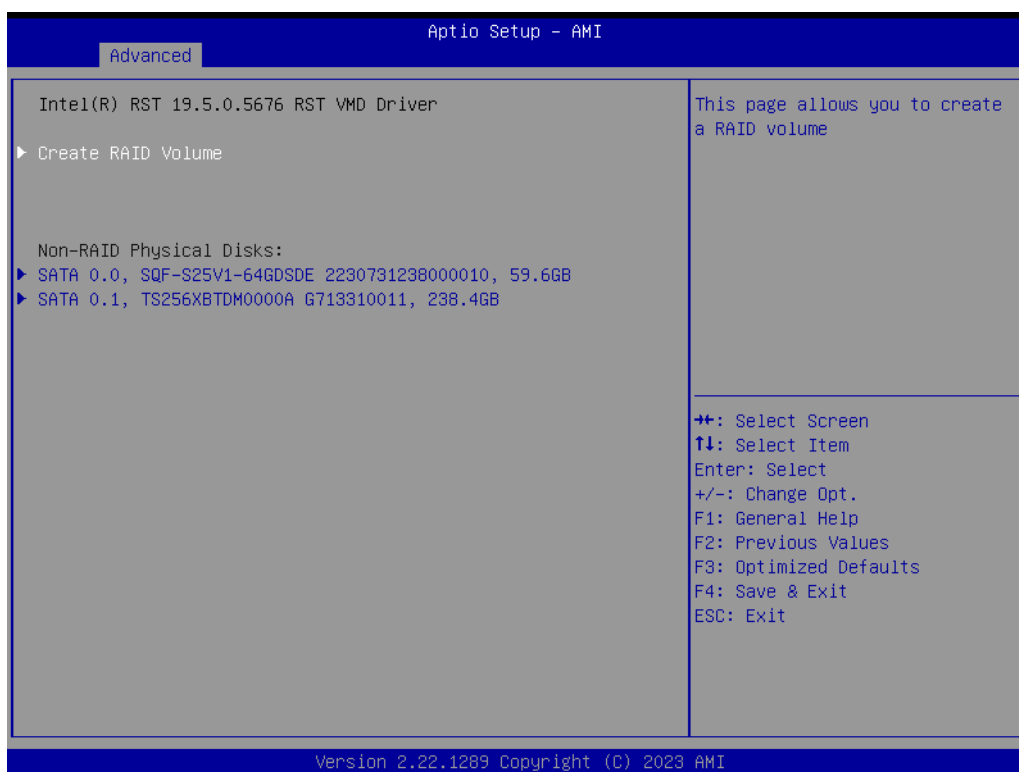 Aptio Setup - AMI
Advanced
Intel(R) RST 19.5.0.5676 RST VMD Driver
▶ Create RAID Volume
Non-RAID Physical Disks:
▶ SATA 0.0, SQF-S25V1-64GDSDE 2230731238000010, 59.6GB
▶ SATA 0.1, TS256XBTDM0000A G713310011, 238.4GB
This page allows you to create
a RAID volume
→←: Select Screen
↑↓: Select Item
Enter: Select
+/-: Change Opt.
F1: General Help
F2: Previous Values
F3: Optimized Defaults
F4: Save & Exit
ESC: Exit
Version 2.22.1289 Copyright (C) 2023 AMI